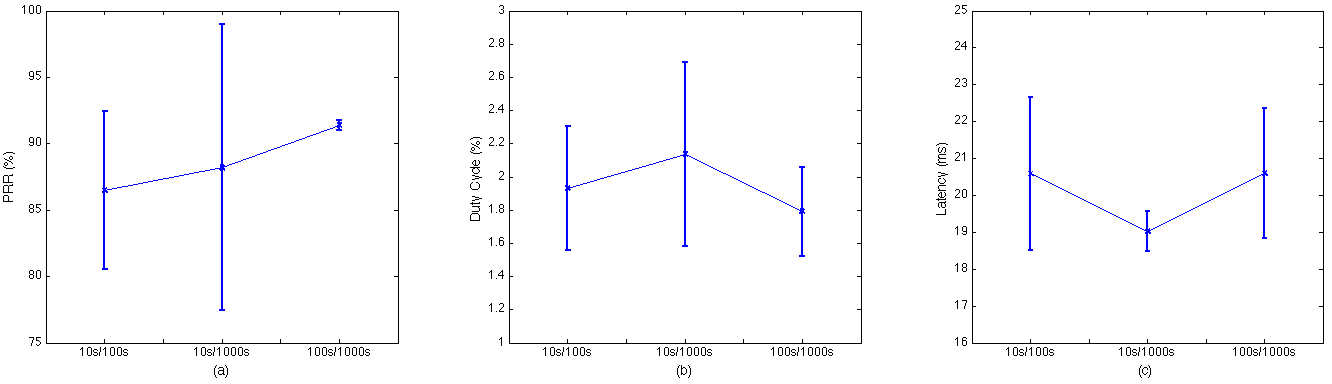 PRR (%)
100
95
90
85
80
75
10s/100s
10s/1000s
100s/1000s
(a)
Duty Cycle (%)
3
2.8
2.6
2.4
2.2
2
1.8
1.6
1.4
1.2
1
10s/100s
10s/1000s
100s/1000s
(b)
Latency (ms)
25
24
23
22
21
20
19
18
17
16
10s/100s
10s/1000s
100s/1000s
(c)